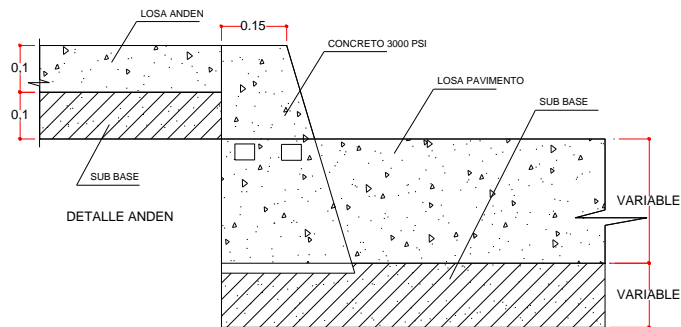 LOSA ANDEN
0.15
CONCRETO 3000 PSI
0,1
LOSA PAVIMENTO
0,1
SUB BASE
SUB BASE
DETALLE ANDEN
VARIABLE
VARIABLE